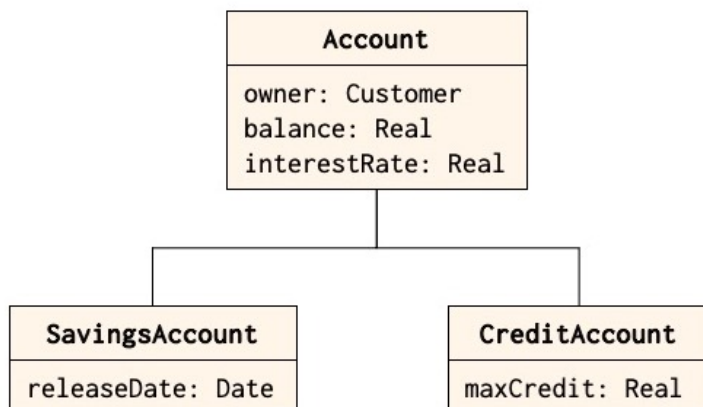 Account
owner: Customer
balance: Real
interestRate: Real
SavingsAccount
releaseDate: Date
CreditAccount
maxCredit: Real